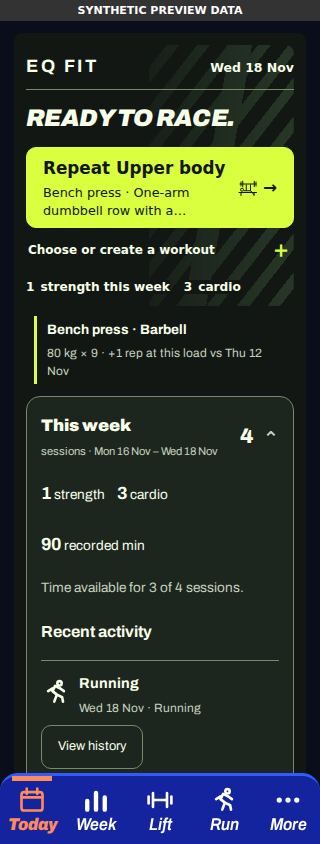 SYNTHETIC PREVIEW DATA
EQ FIT
Wed 18 Nov
READY TO RACE.
Repeat Upper body
Bench press · One-arm
dumbbell row with a...
→
Choose or create a workout
+
1 strength this week 3 cardio
Bench press · Barbell
80 kg × 9 · +1 rep at this load vs Thu 12
Nov
This week
4
sessions · Mon 16 Nov – Wed 18 Nov
1 strength 3 cardio
90 recorded min
Time available for 3 of 4 sessions.
Recent activity
Running
Wed 18 Nov · Running
View history
Today Week Lift Run More